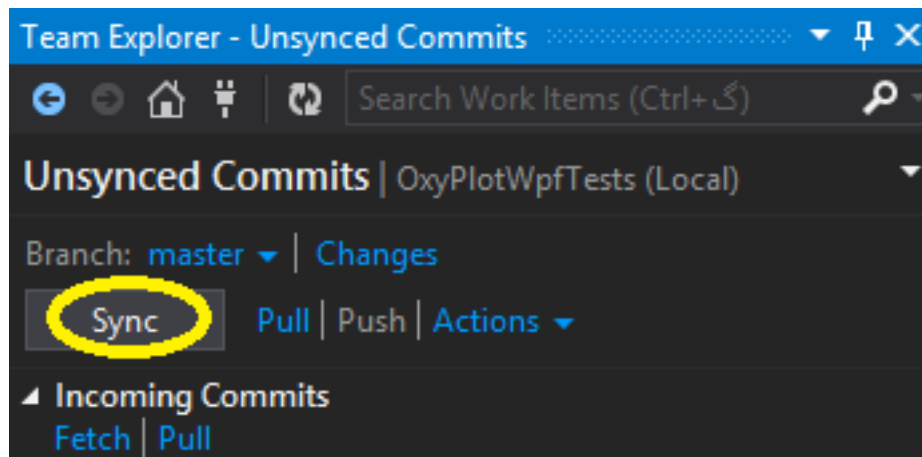 Team Explorer - Unsynced Commits
Search Work Items (Ctrl+گ)
Unsynced Commits | OxyPlotWpfTests (Local)
Branch: master | Changes
Sync Pull | Push | Actions
Incoming Commits
Fetch | Pull